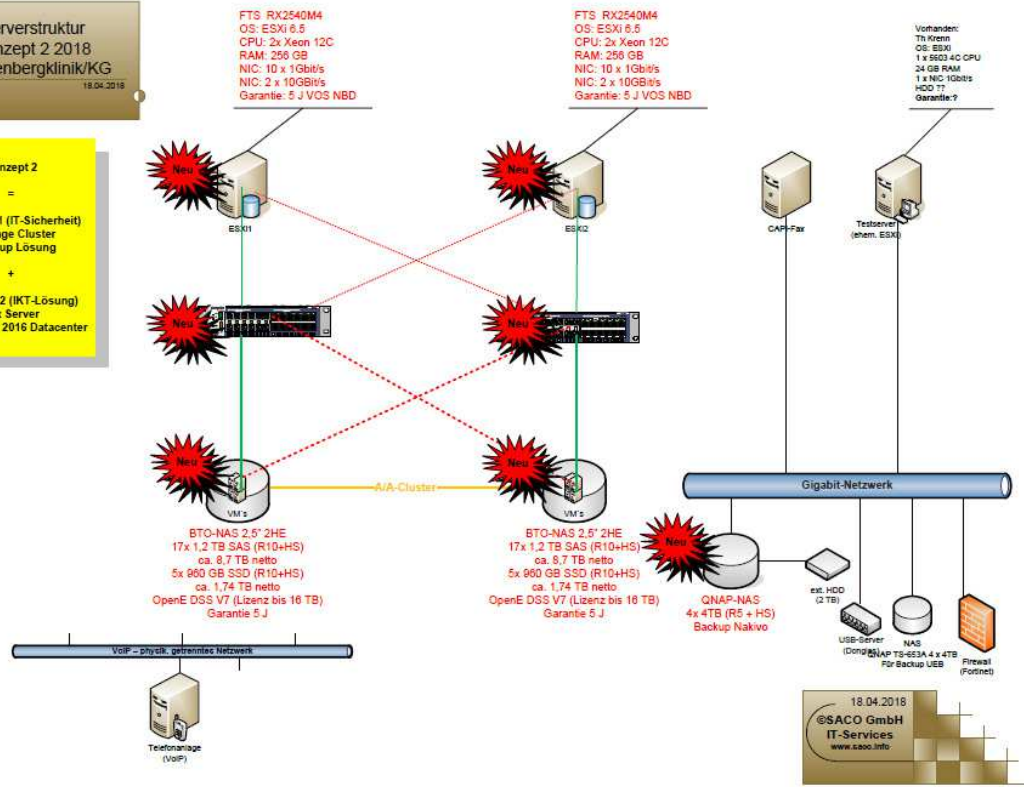 rverstruktur
nzept 2 2018
enbergklinik/KG
18.04.2018
nzept 2
=
! (IT-Sicherheit)
ge Cluster
up Lösung
+
2 (IKT-Lösung)
Server
2016 Datacenter
FTS RX2540M4
OS: ESXi 6.5
CPU: 2x Xeon 12C
RAM: 256 GB
NIC: 10 x 1Gbit/s
NIC: 2 x 10GBit/s
Garantie: 5 J VOS NBD
FTS RX2540M4
OS: ESXi 6.5
CPU: 2x Xeon 12C
RAM: 256 GB
NIC: 10 x 1Gbit/s
NIC: 2 x 10GBit/s
Garantie: 5 J VOS NBD
Vorhanden:
Th Krenn
OS: ESXi
1 x 5603 4C CPU
24 GB RAM
1 x NIC 1Gbit/s
HDD ??
Garantie:?
Neu
ESXi1
Neu
ESXi2
CAPI-Fax
Testserver
(ehem. ESXi)
Neu
Neu
Neu
VM´s
A/A-Cluster
Neu
VM´s
BTO-NAS 2,5" 2HE
17x 1,2 TB SAS (R10+HS)
ca. 8,7 TB netto
5x 960 GB SSD (R10+HS)
ca. 1,74 TB netto
OpenE DSS V7 (Lizenz bis 16 TB)
Garantie 5 J
BTO-NAS 2,5" 2HE
17x 1,2 TB SAS (R10+HS)
ca. 8,7 TB netto
5x 960 GB SSD (R10+HS)
ca. 1,74 TB netto
OpenE DSS V7 (Lizenz bis 16 TB)
Garantie 5 J
Gigabit-Netzwerk
Neu
QNAP-NAS
4x 4TB (R5 + HS)
Backup Nakivo
ext. HDD
(2 TB)
USB-Server
(Dongles)
NAS
QNAP TS-653A 4 x 4TB
Für Backup UEB
Firewall
(Fortinet)
VoIP – physik. getrenntes Netzwerk
Telefonanlage
(VoIP)
18.04.2018
©SACO GmbH
IT-Services
www.saco.info